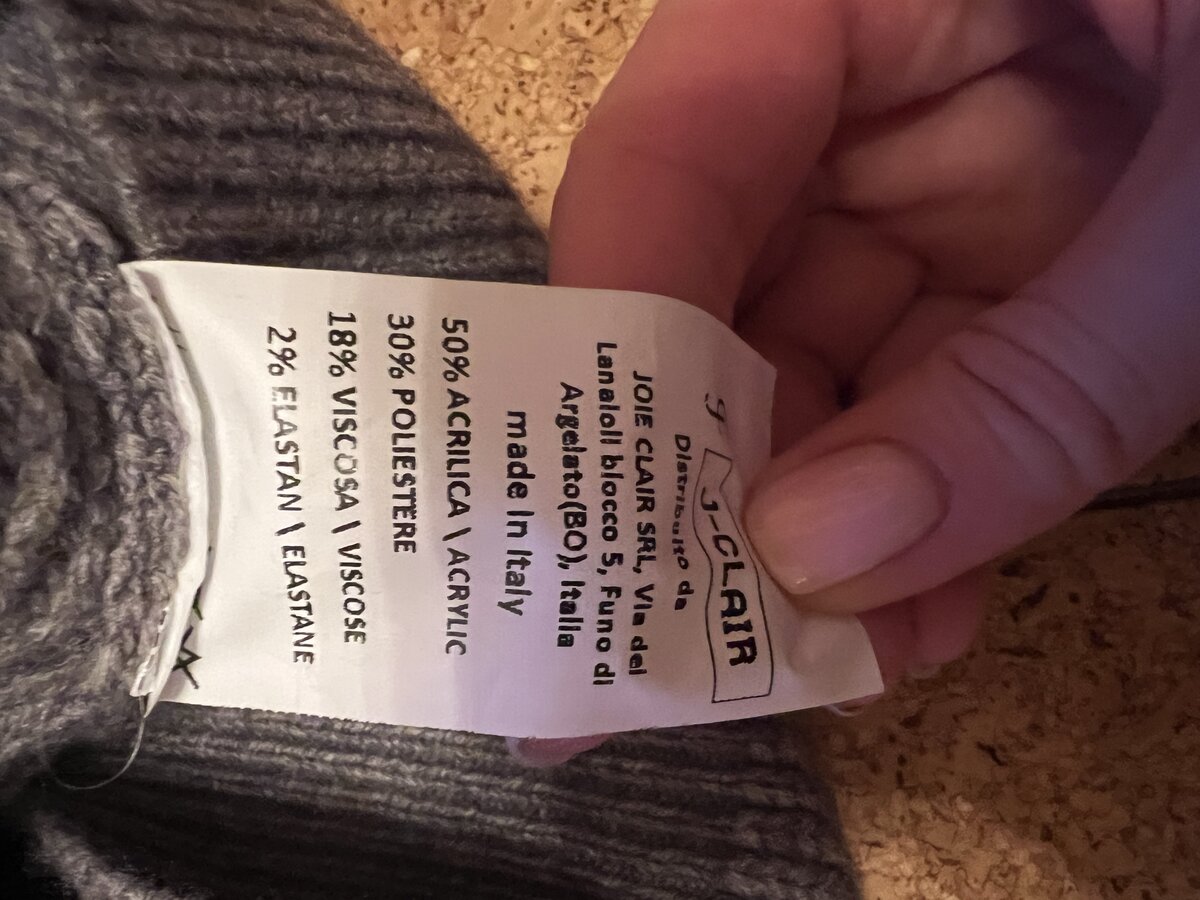 J-CLAIR
Distribuito da
JOIE CLAIR SRL, Via dei
Lanaioli blocco 5, Funo di
Argelato(BO), Italia
made in Italy
50% ACRILICA \ ACRYLIC
30% POLIESTERE
18% VISCOSA \ VISCOSE
2% ELASTAN \ ELASTANE